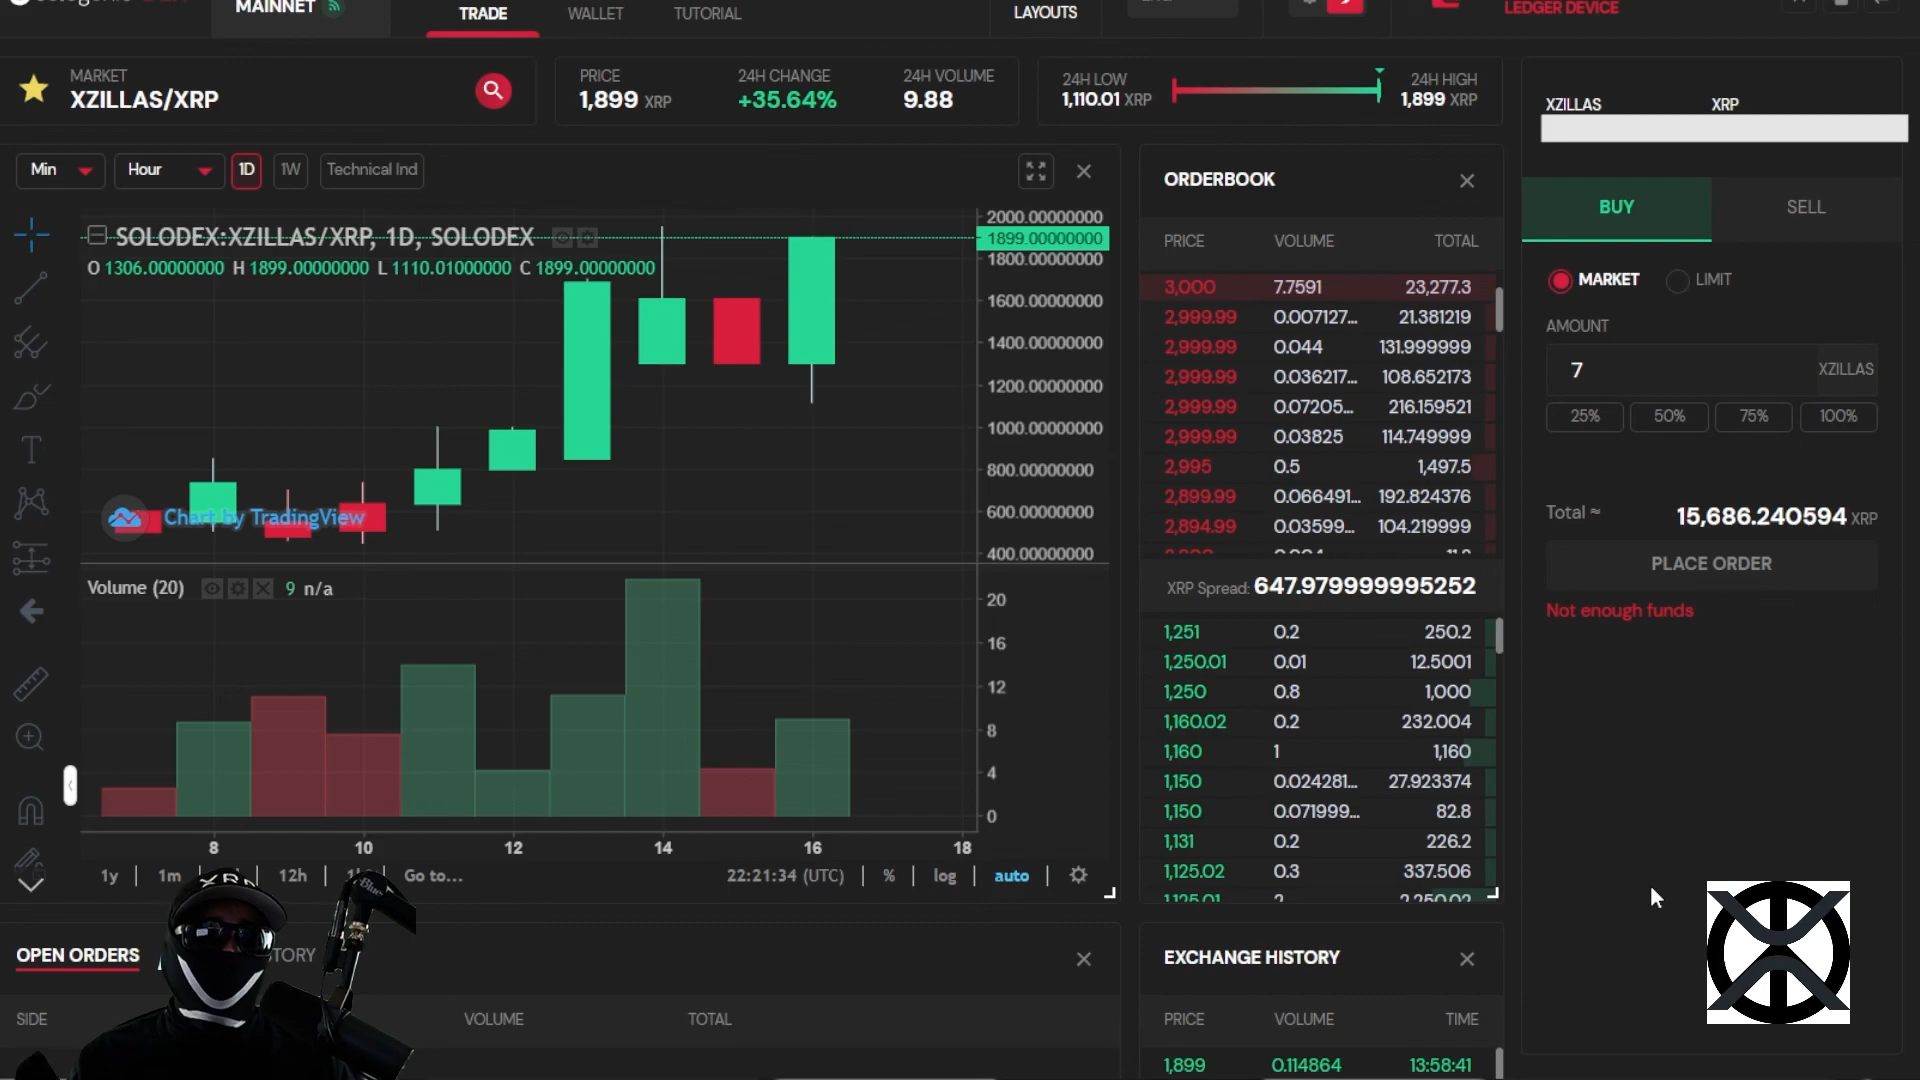 MAINNET
TRADE
WALLET
TUTORIAL
LAYOUTS
LEDGER DEVICE
MARKET
XZILLAS/XRP
PRICE
1,899 XRP
24H CHANGE
+35.64%
24H VOLUME
9.88
24H LOW
1,110.01 XRP
24H HIGH
1,899 XRP
XZILLAS XRP
Min
Hour
1D
1W
Technical Ind
SOLODEX:XZILLAS/XRP, 1D, SOLODEX
O 1306.00000000 H 1899.00000000 L 1110.01000000 C 1899.00000000
2000.00000000
1899.00000000
1800.00000000
1600.00000000
1400.00000000
1200.00000000
1000.00000000
800.00000000
600.00000000
400.00000000
Chart by TradingView
Volume (20) 9 n/a
20
16
12
8
4
0
8 10 12 14 16 18
1y 1m 12h Go to... 22:21:34 (UTC) % log auto
ORDERBOOK
PRICE VOLUME TOTAL
3,000 7.7591 23,277.3
2,999.99 0.007127... 21.381219
2,999.99 0.044 131.999999
2,999.99 0.036217... 108.652173
2,999.99 0.07205... 216.159521
2,999.99 0.03825 114.749999
2,995 0.5 1,497.5
2,899.99 0.066491... 192.824376
2,894.99 0.03599... 104.219999
XRP Spread: 647.979999995252
1,251 0.2 250.2
1,250.01 0.01 12.5001
1,250 0.8 1,000
1,160.02 0.2 232.004
1,160 1 1,160
1,150 0.024281... 27.923374
1,150 0.071999... 82.8
1,131 0.2 226.2
1,125.02 0.3 337.506
1,125.01 2 2,250.02
BUY
SELL
MARKET
LIMIT
AMOUNT
7 XZILLAS
25% 50% 75% 100%
Total ≈ 15,686.240594 XRP
PLACE ORDER
Not enough funds
OPEN ORDERS
SIDE
VOLUME
TOTAL
EXCHANGE HISTORY
PRICE VOLUME TIME
1,899 0.114864 13:58:41
Blue